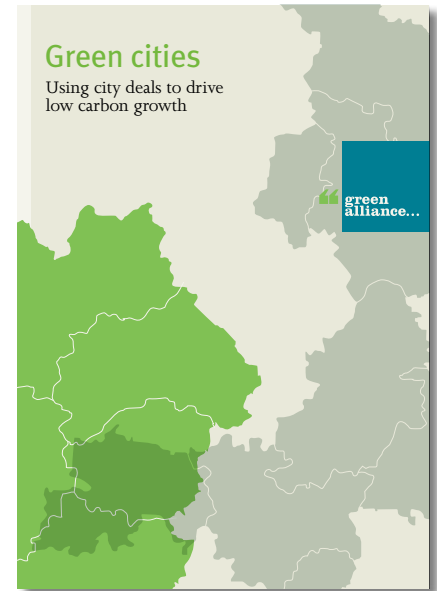 Green cities
Using city deals to drive
low carbon growth
“
green
alliance...